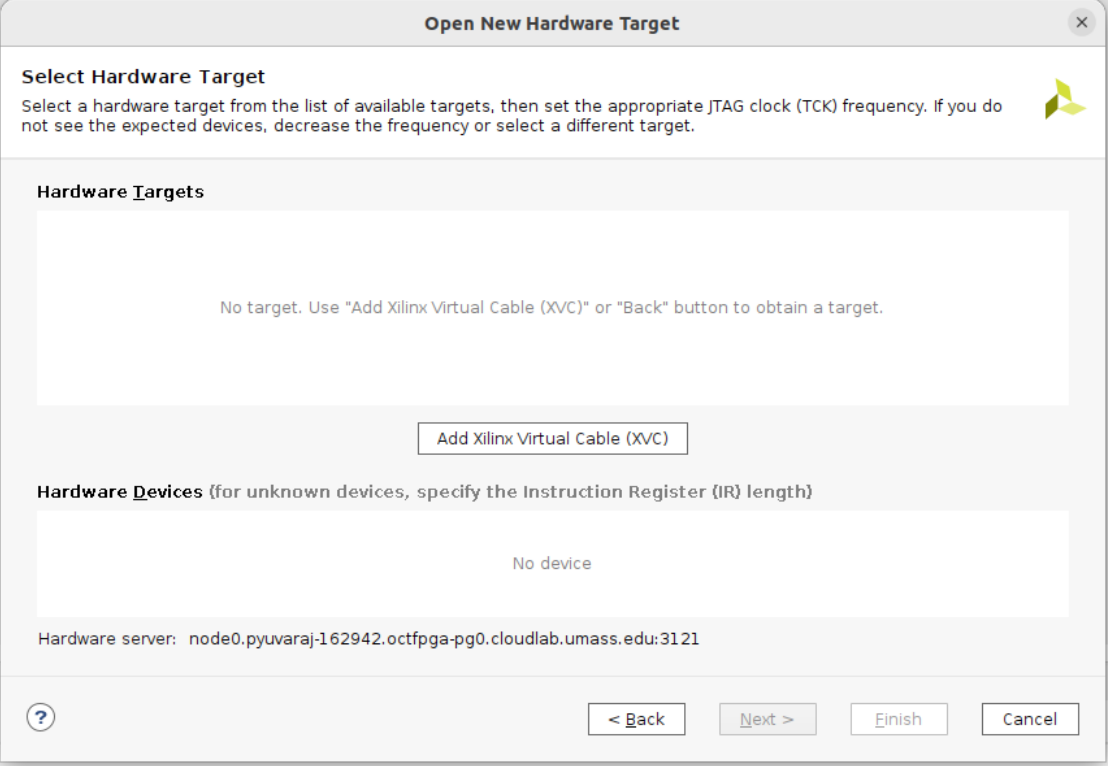 Open New Hardware Target
Select Hardware Target
Select a hardware target from the list of available targets, then set the appropriate JTAG clock (TCK) frequency. If you do
not see the expected devices, decrease the frequency or select a different target.
Hardware Targets
No target. Use "Add Xilinx Virtual Cable (XVC)" or "Back" button to obtain a target.
Add Xilinx Virtual Cable (XVC)
Hardware Devices (for unknown devices, specify the Instruction Register (IR) length)
No device
Hardware server: node0.pyuvaraj-162942.octfpga-pg0.cloudlab.umass.edu:3121
?
< Back
Next >
Finish
Cancel